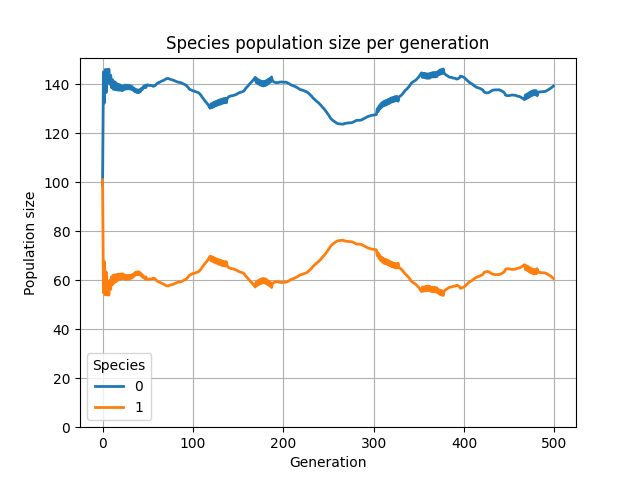 Species population size per generation
Population size
140
120
100
80
60
40
20
0
Species
0
1
0 100 200 300 400 500
Generation